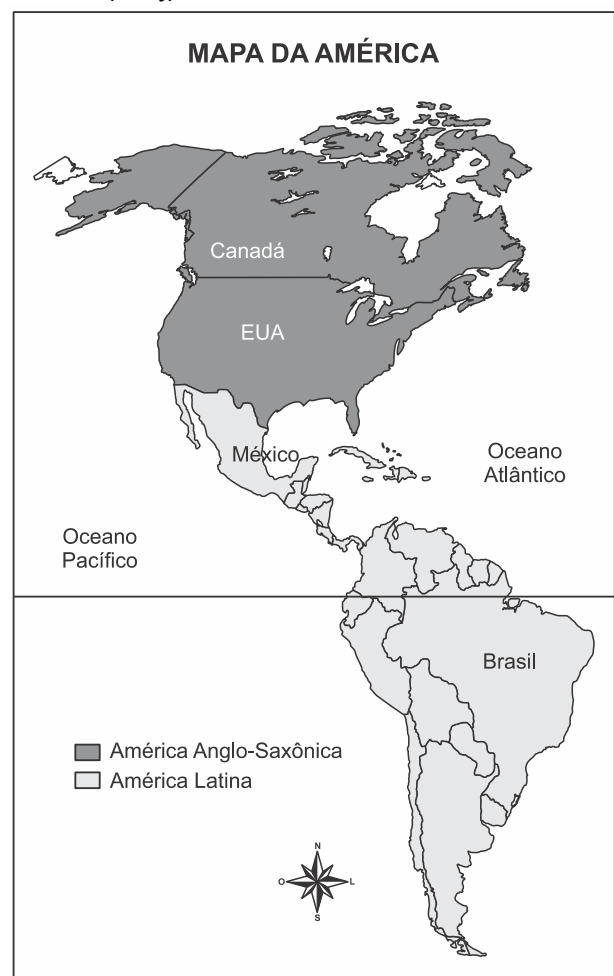 MAPA DA AMÉRICA
Canadá
EUA
México
Oceano
Atlântico
Oceano
Pacífico
Brasil
América Anglo-Saxônica
América Latina
N
O
L
S